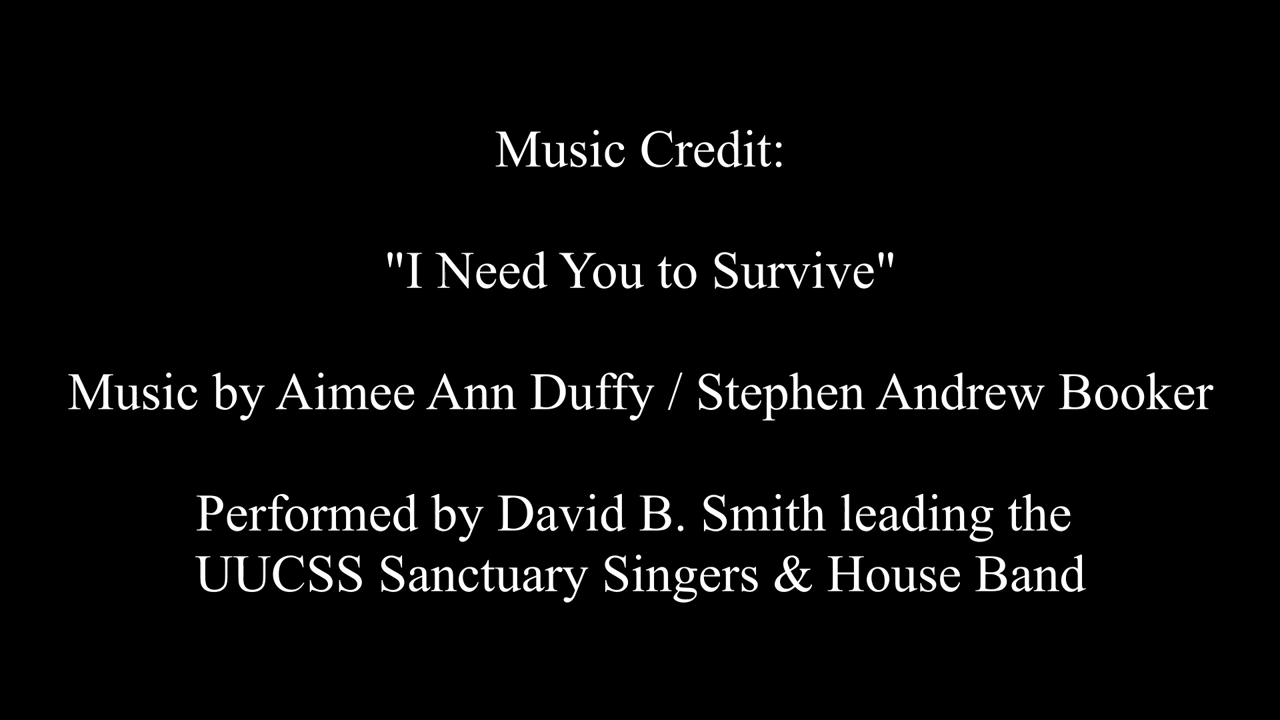 Music Credit:
"I Need You to Survive"
Music by Aimee Ann Duffy / Stephen Andrew Booker
Performed by David B. Smith leading the
UUCSS Sanctuary Singers & House Band